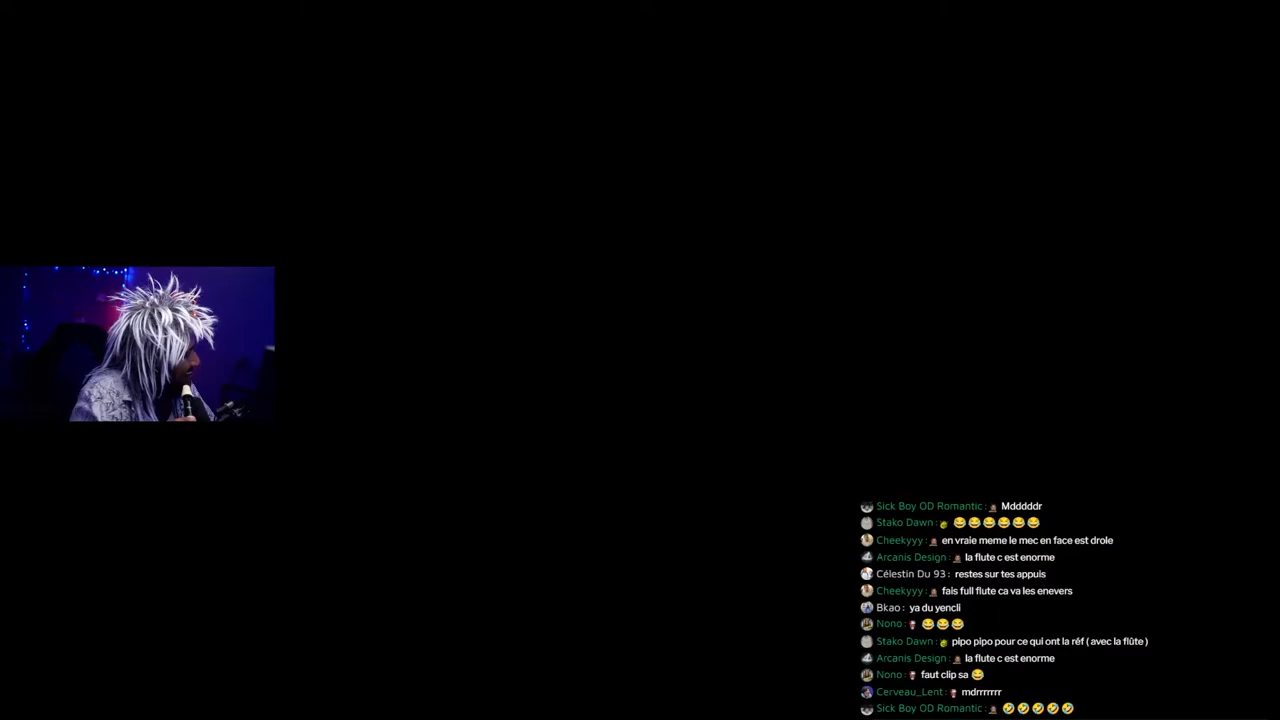 Sick Boy OD Romantic : Mdddddr
Stako Dawn : 😂😂😂😂😂😂
Cheekyyy : en vraie meme le mec en face est drole
Arcanis Design : la flute c est enorme
Célestin Du 93 : restes sur tes appuis
Cheekyyy : fais full flute ca va les enevers
Bkao : ya du yencli
Nono : 😂😂😂
Stako Dawn : pipo pipo pour ce qui ont la réf ( avec la flûte )
Arcanis Design : la flute c est enorme
Nono : faut clip sa 😂
Cerveau_Lent : mdrrrrrrr
Sick Boy OD Romantic : 🤣🤣🤣🤣🤣